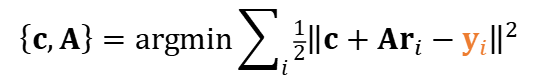 {c, A} = argmin ∑ᵢ ½‖c + Arᵢ − yᵢ‖²